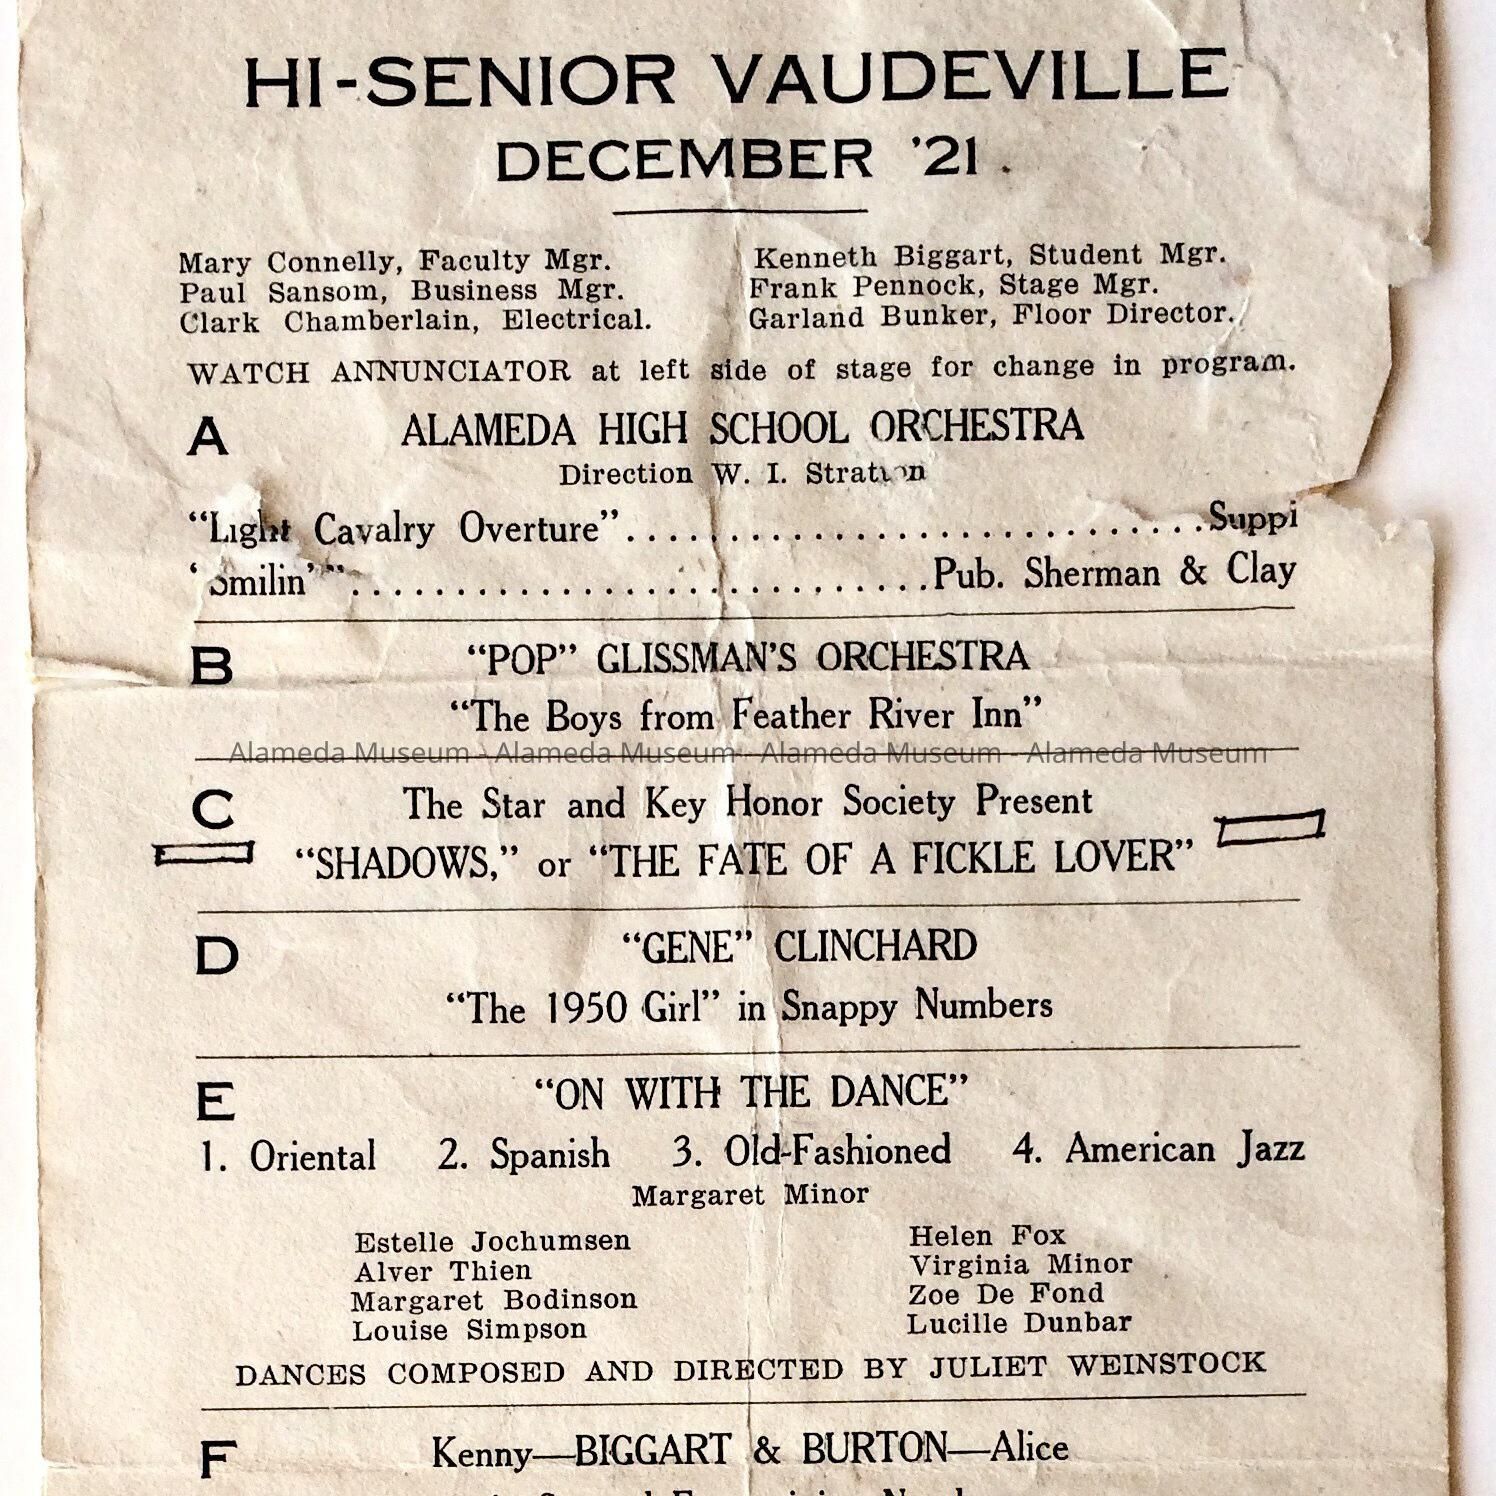 HI-SENIOR VAUDEVILLE
DECEMBER '21.
Mary Connelly, Faculty Mgr.
Paul Sansom, Business Mgr.
Clark Chamberlain, Electrical.
Kenneth Biggart, Student Mgr.
Frank Pennock, Stage Mgr.
Garland Bunker, Floor Director.
WATCH ANNUNCIATOR at left side of stage for change in program.
A ALAMEDA HIGH SCHOOL ORCHESTRA
Direction W. I. Stratton
“Light Cavalry Overture”..............................Suppi
“Smilin’”..............................Pub. Sherman & Clay
B “POP” GLISSMAN’S ORCHESTRA
“The Boys from Feather River Inn”
Alameda Museum - Alameda Museum - Alameda Museum - Alameda Museum
C The Star and Key Honor Society Present
“SHADOWS,” or “THE FATE OF A FICKLE LOVER”
D “GENE” CLINCHARD
“The 1950 Girl” in Snappy Numbers
E “ON WITH THE DANCE”
1. Oriental 2. Spanish 3. Old-Fashioned 4. American Jazz
Margaret Minor
Estelle Jochumsen
Alver Thien
Margaret Bodinson
Louise Simpson
Helen Fox
Virginia Minor
Zoe De Fond
Lucille Dunbar
DANCES COMPOSED AND DIRECTED BY JULIET WEINSTOCK
F Kenny—BIGGART & BURTON—Alice